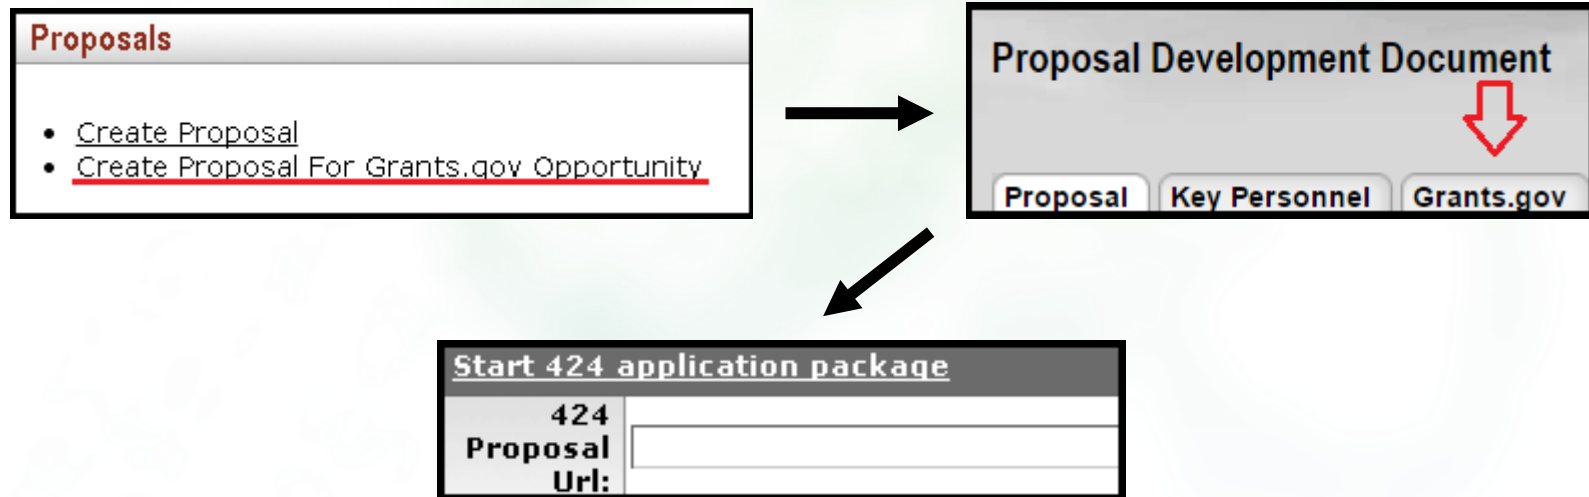 Proposals
• Create Proposal
• Create Proposal For Grants.gov Opportunity
Proposal Development Document
Proposal Key Personnel Grants.gov
Start 424 application package
424
Proposal
Url: